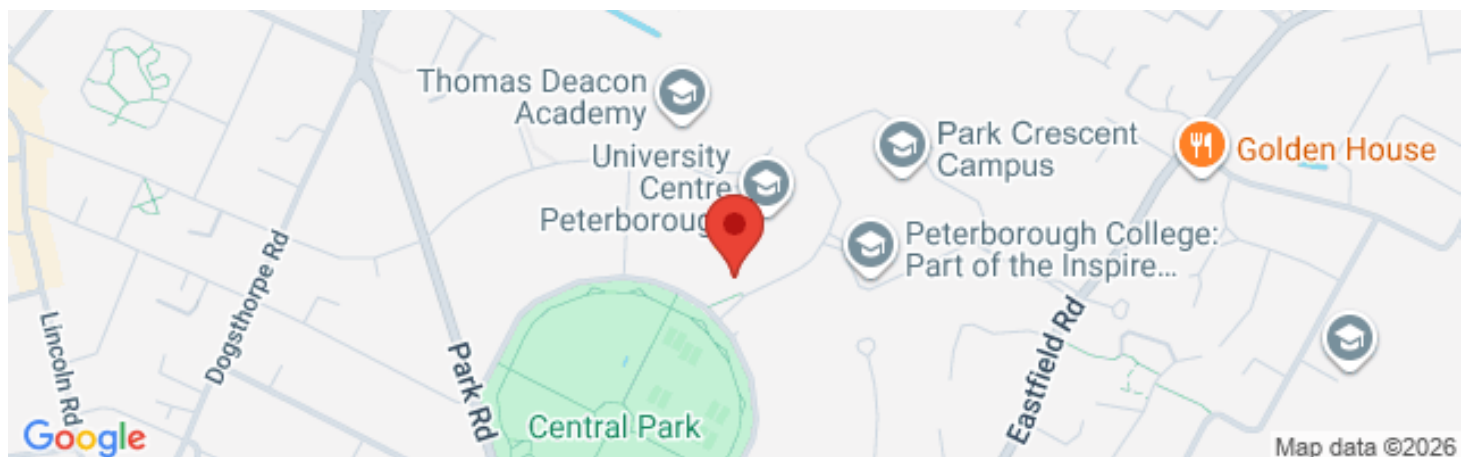 Thomas Deacon
Academy
University
Centre
Peterborough
Park Crescent
Campus
Golden House
Peterborough College:
Part of the Inspire...
Dogsthorpe Rd
Lincoln Rd
Park Rd
Eastfield Rd
Central Park
Google
Map data ©2026